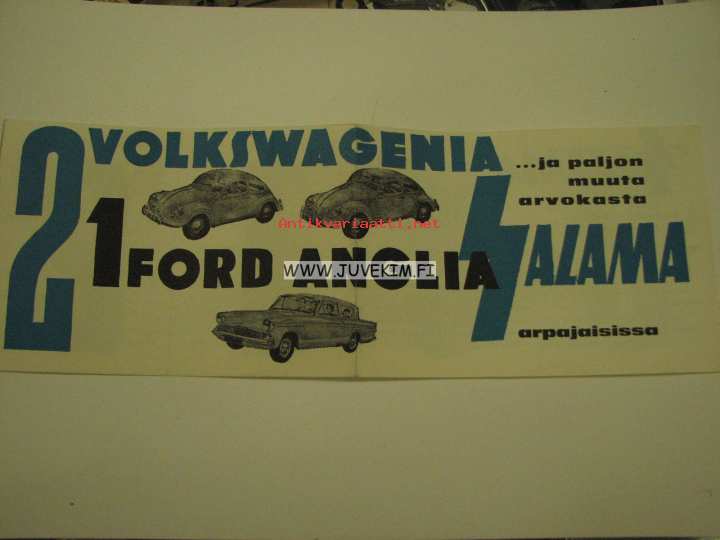 2 VOLKSWAGENIA
1 FORD ANGLIA
...ja paljon
muuta
arvokasta
SALAMA
arpajaisissa
Antikvariaatti.net
WWW.JUVEKIM.FI